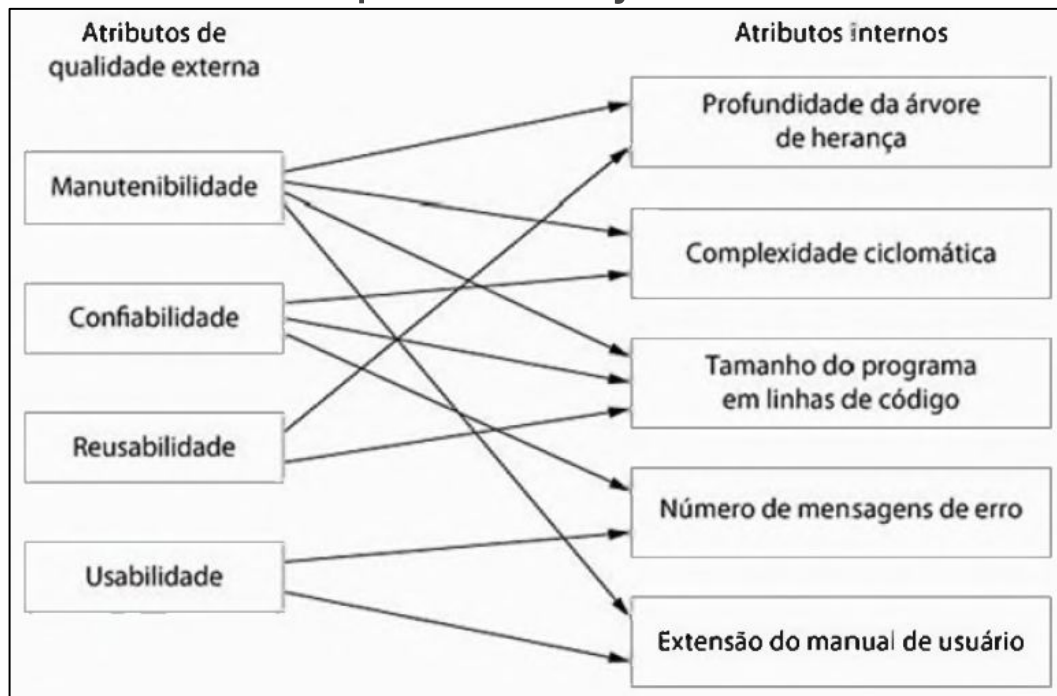 Atributos de
qualidade externa
Atributos internos
Manutenibilidade
Confiabilidade
Reusabilidade
Usabilidade
Profundidade da árvore
de herança
Complexidade ciclomática
Tamanho do programa
em linhas de código
Número de mensagens de erro
Extensão do manual de usuário